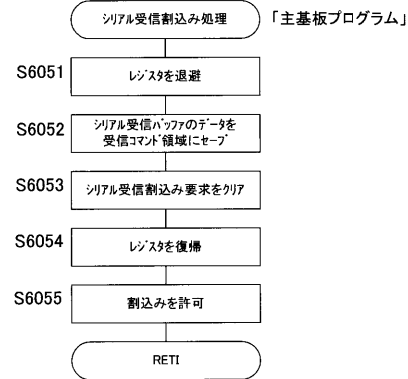 シリアル受信割込み処理 「主基板プログラム」
S6051 レジスタを退避
S6052 シリアル受信バッファのデータを
受信コマンド領域にセーブ
S6053 シリアル受信割込み要求をクリア
S6054 レジスタを復帰
S6055 割込みを許可
RETI